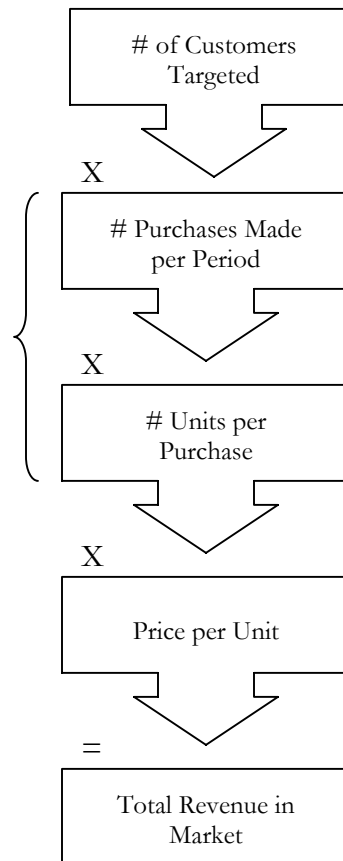 # of Customers
Targeted
X
# Purchases Made
per Period
X
# Units per
Purchase
X
Price per Unit
=
Total Revenue in
Market